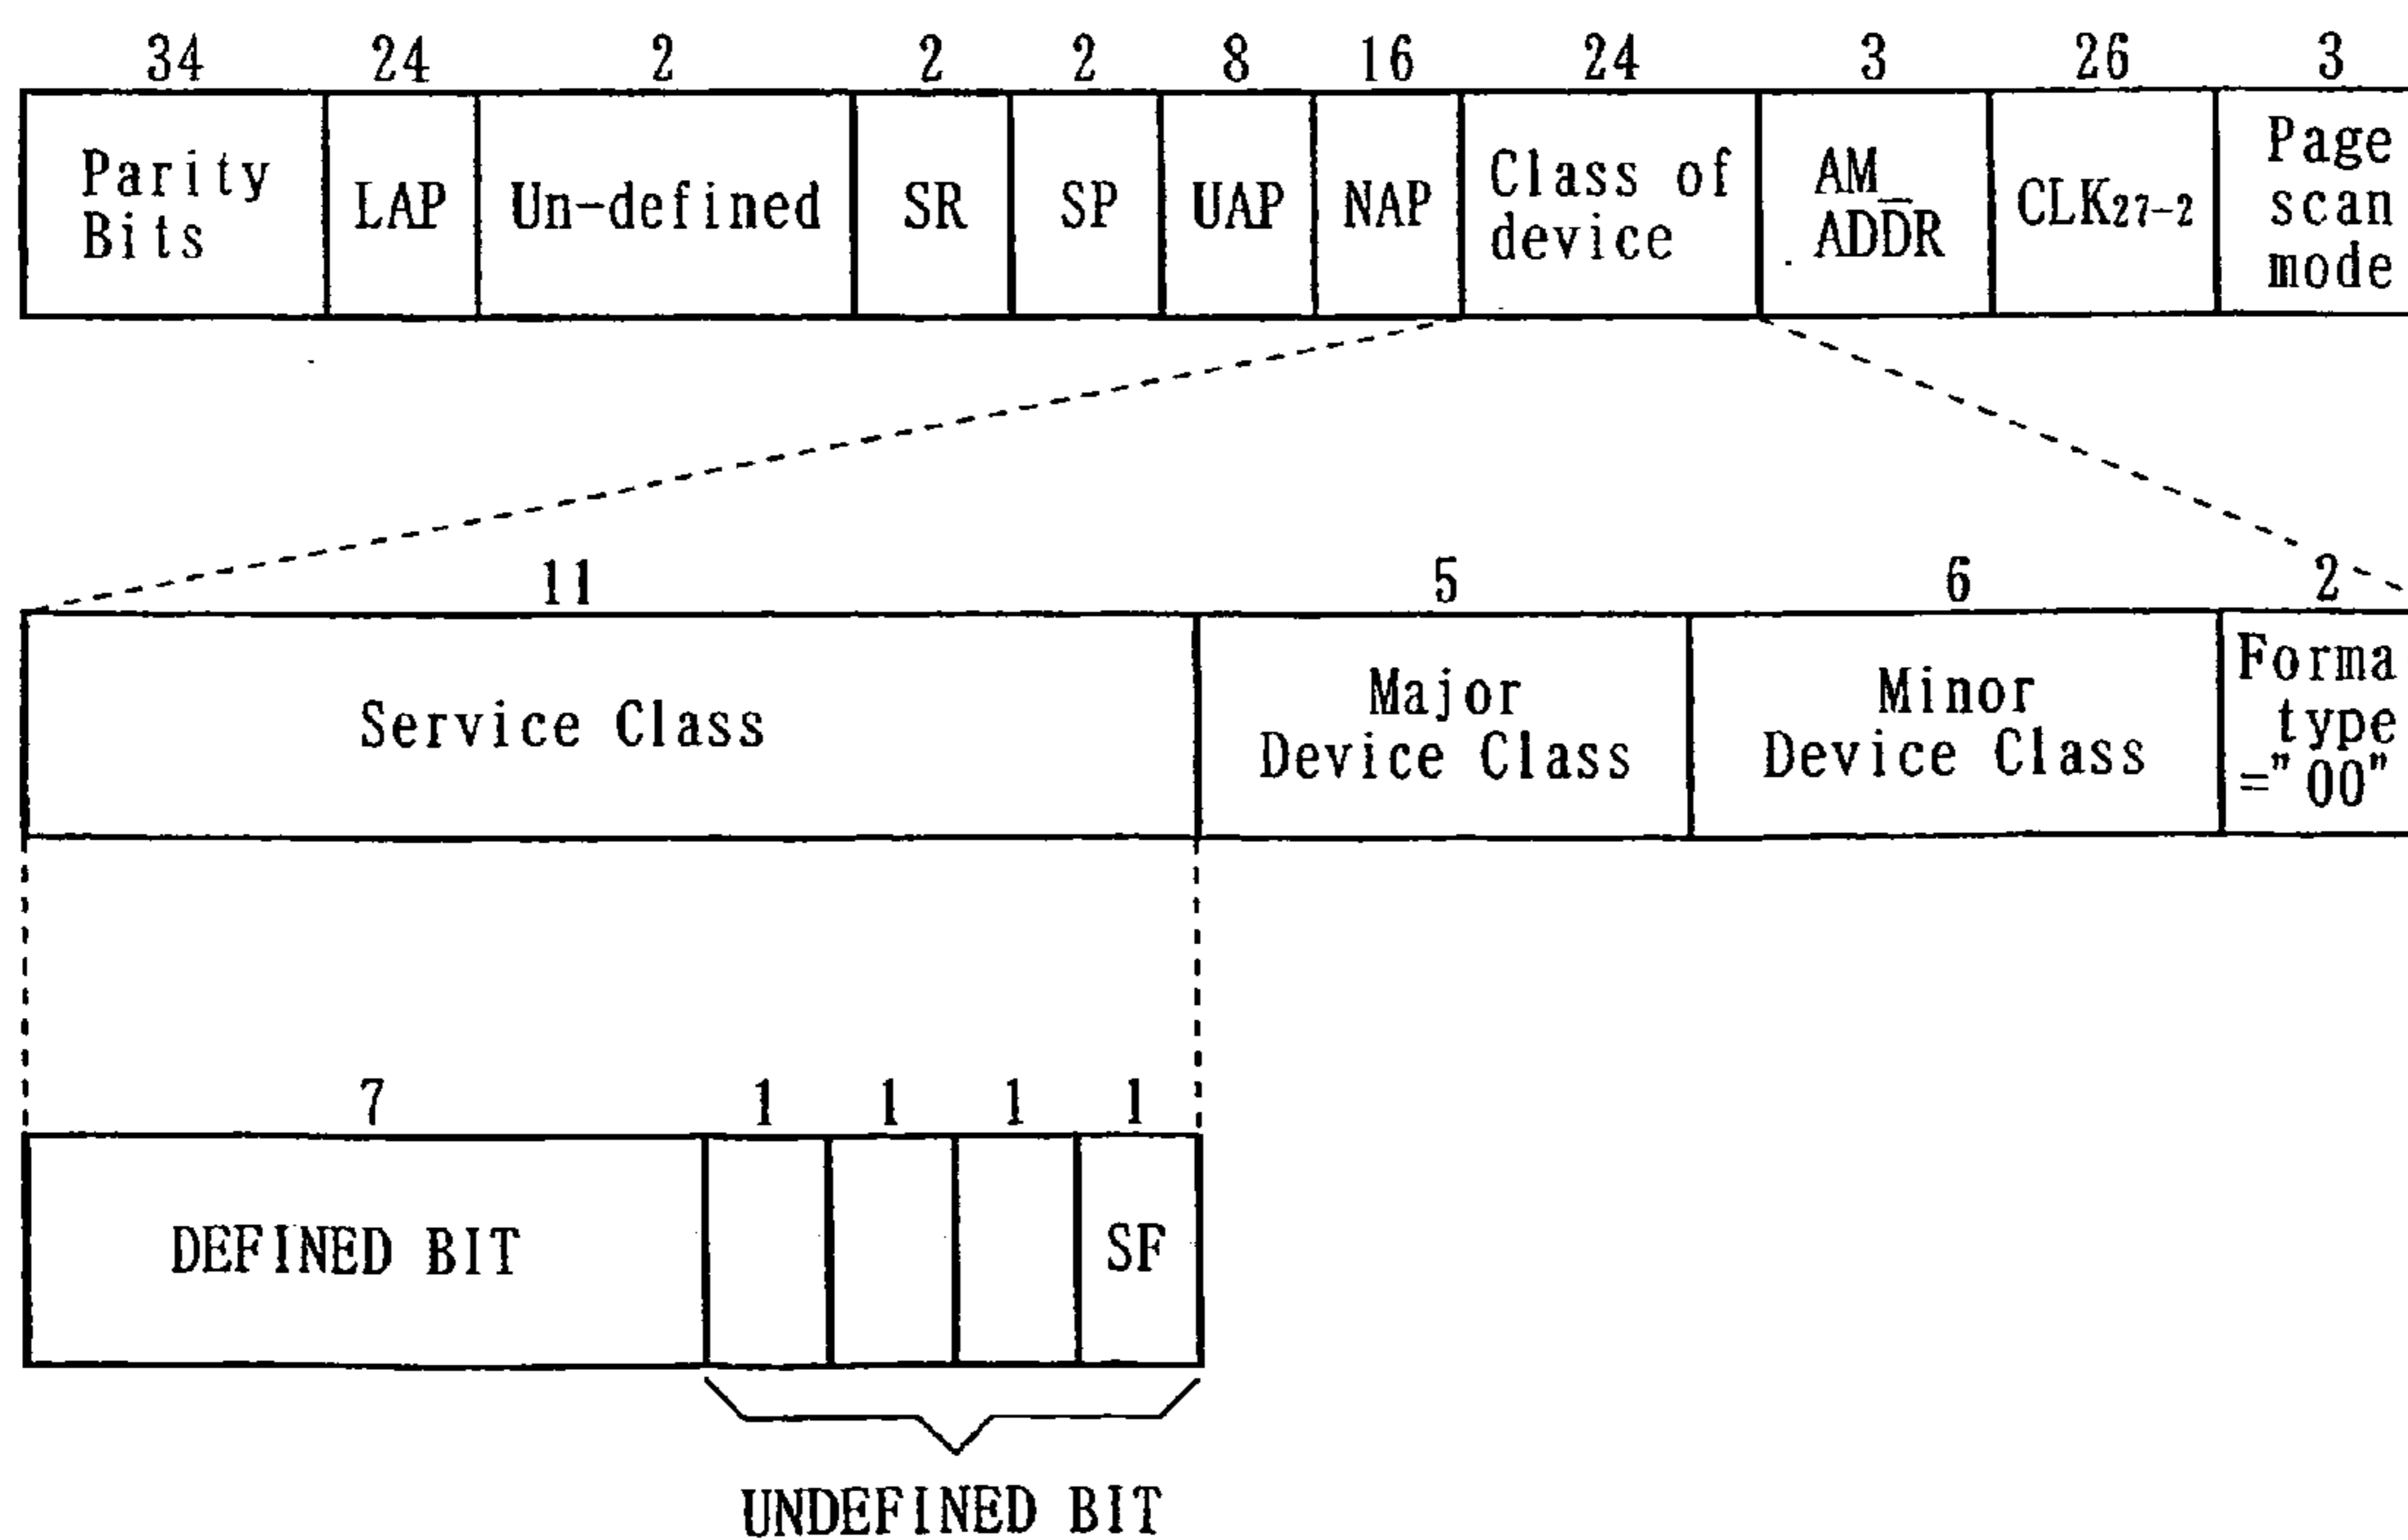 34 24 2 2 2 8 16 24 3 26 3
Parity
Bits
LAP
Un-defined
SR
SP
UAP
NAP
Class of
device
AM_
ADDR
CLK27-2
Page
scan
mode
11 5 6 2
Service Class
Major
Device Class
Minor
Device Class
Forma
type
="00"
7 1 1 1 1
DEFINED BIT
SF
UNDEFINED BIT